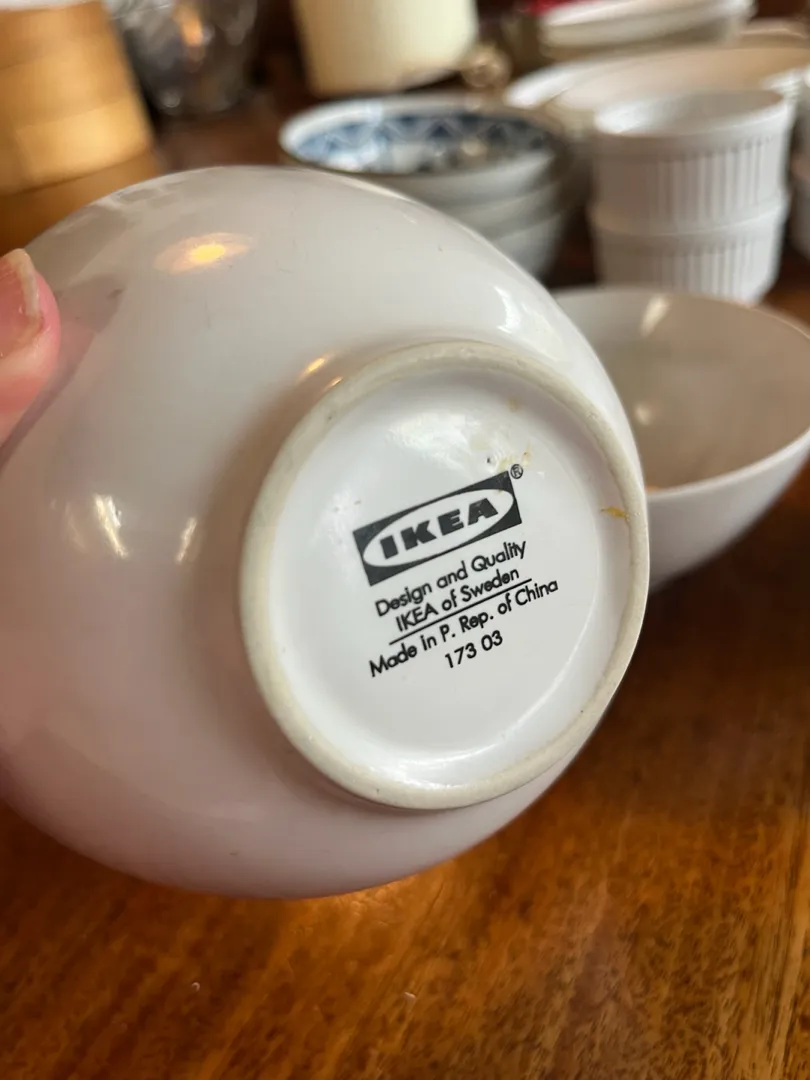 IKEA®
Design and Quality
IKEA of Sweden
Made in P. Rep. of China
173 03